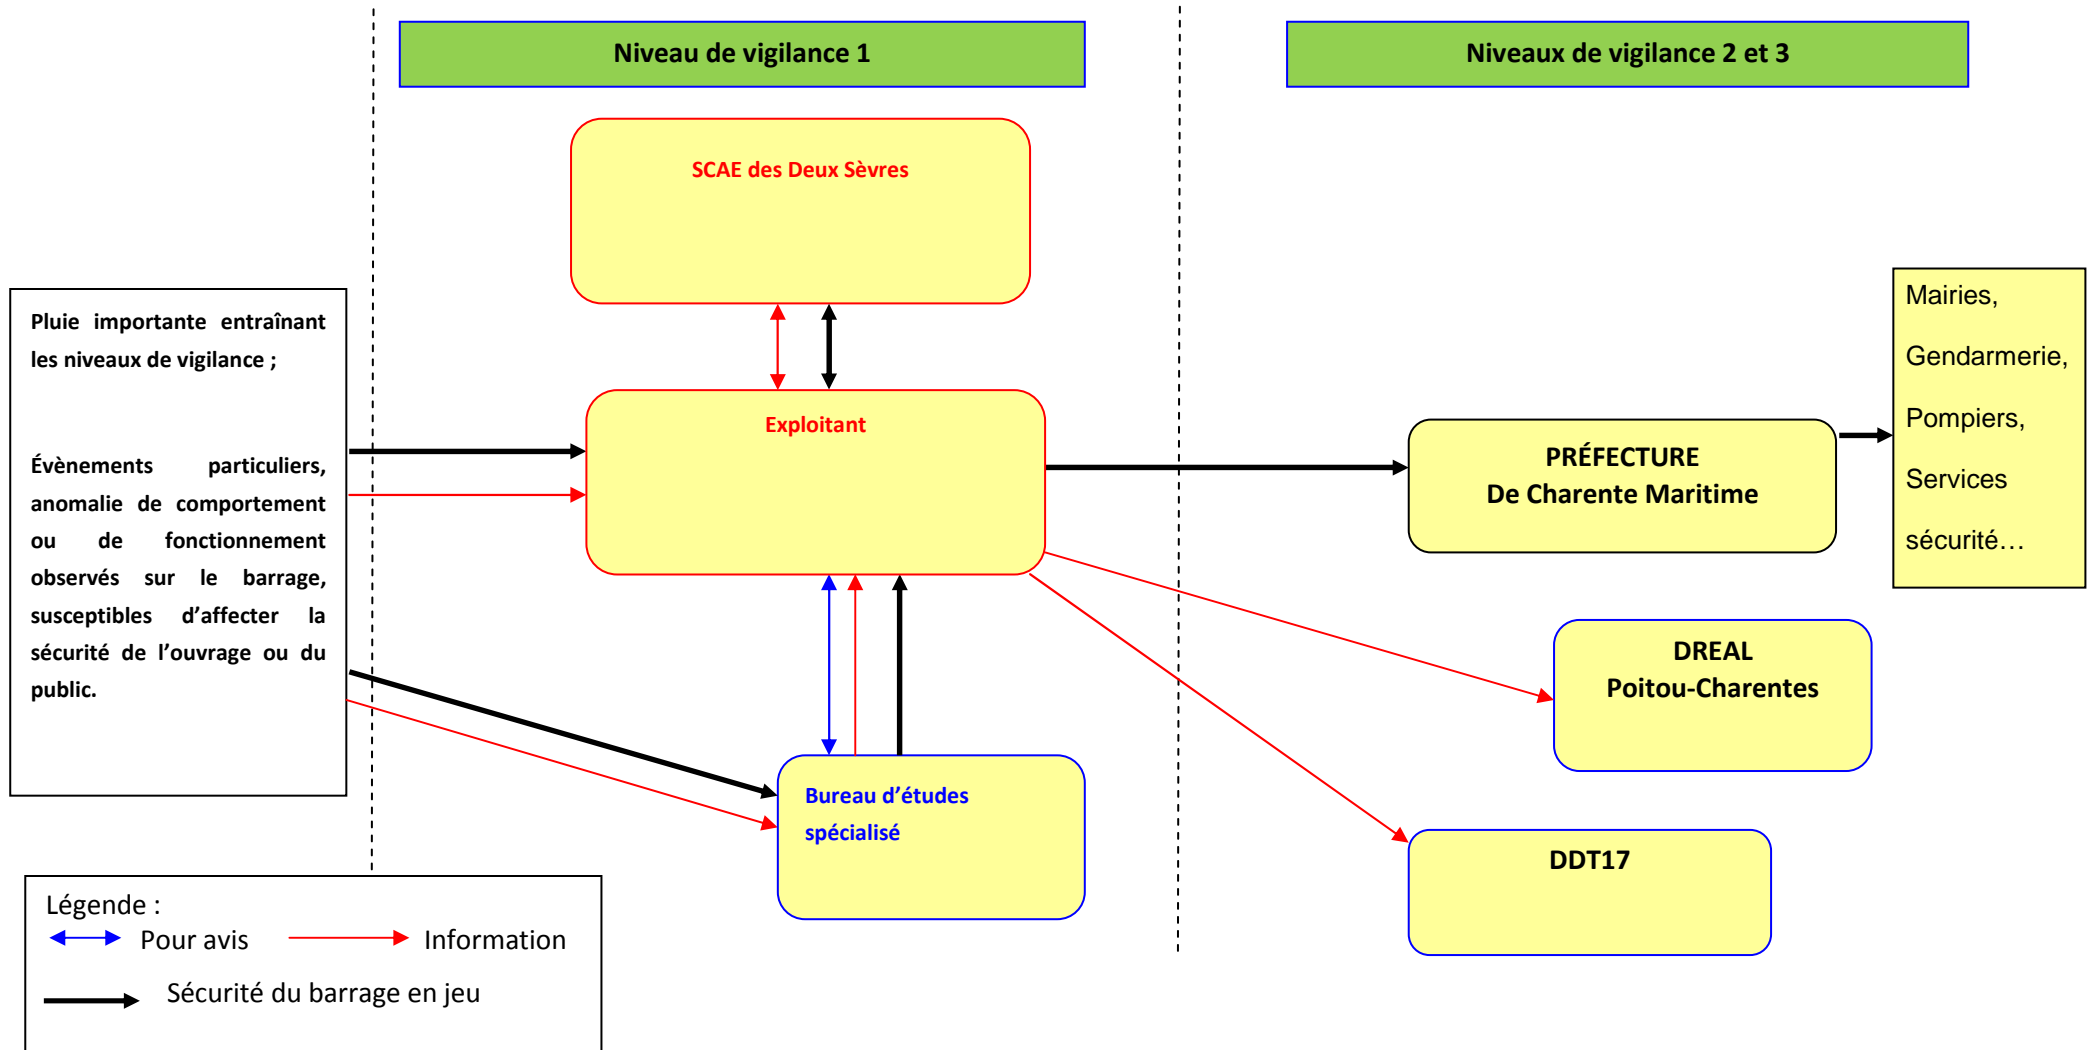 Niveau de vigilance 1
Niveaux de vigilance 2 et 3
SCAE des Deux Sèvres
Pluie importante entraînant
les niveaux de vigilance ;
Évènements particuliers,
anomalie de comportement
ou de fonctionnement
observés sur le barrage,
susceptibles d’affecter la
sécurité de l’ouvrage ou du
public.
Exploitant
Bureau d’études
spécialisé
PRÉFECTURE
De Charente Maritime
Mairies,
Gendarmerie,
Pompiers,
Services
sécurité…
DREAL
Poitou-Charentes
DDT17
Légende :
Pour avis
Information
Sécurité du barrage en jeu